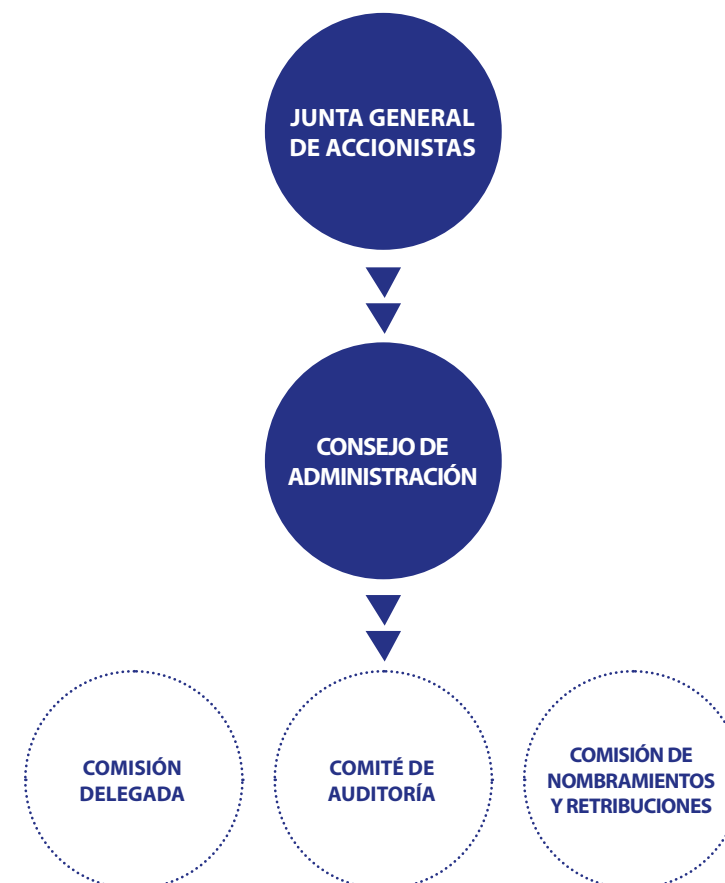 JUNTA GENERAL
DE ACCIONISTAS
CONSEJO DE
ADMINISTRACIÓN
COMISIÓN
DELEGADA
COMITÉ DE
AUDITORÍA
COMISIÓN DE
NOMBRAMIENTOS
Y RETRIBUCIONES